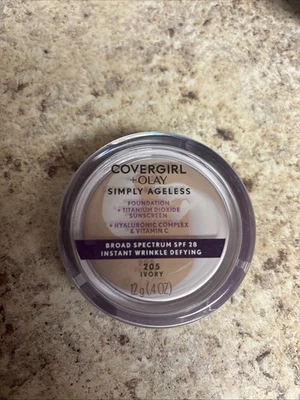 COVERGIRL
+OLAY
SIMPLY AGELESS
FOUNDATION
+ TITANIUM DIOXIDE
SUNSCREEN
+ HYALURONIC COMPLEX
& VITAMIN C
BROAD SPECTRUM SPF 28
INSTANT WRINKLE DEFYING
205
IVORY
12 g (.4 OZ)